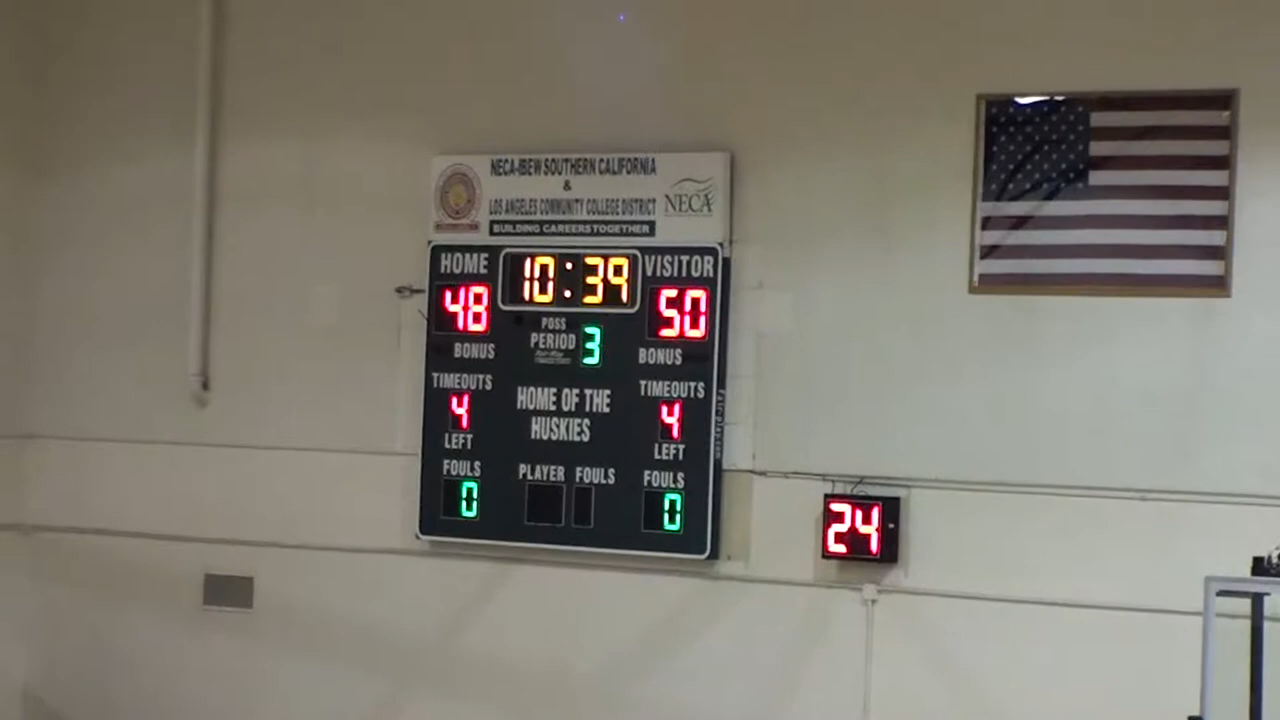 NECA-IBEW SOUTHERN CALIFORNIA
&
LOS ANGELES COMMUNITY COLLEGE DISTRICT
BUILDING CAREERS TOGETHER
NECA
HOME 10:39 VISITOR
48 50
POSS
PERIOD 3
BONUS BONUS
TIMEOUTS TIMEOUTS
4 4
LEFT LEFT
HOME OF THE
HUSKIES
FOULS PLAYER FOULS FOULS
0 0
24